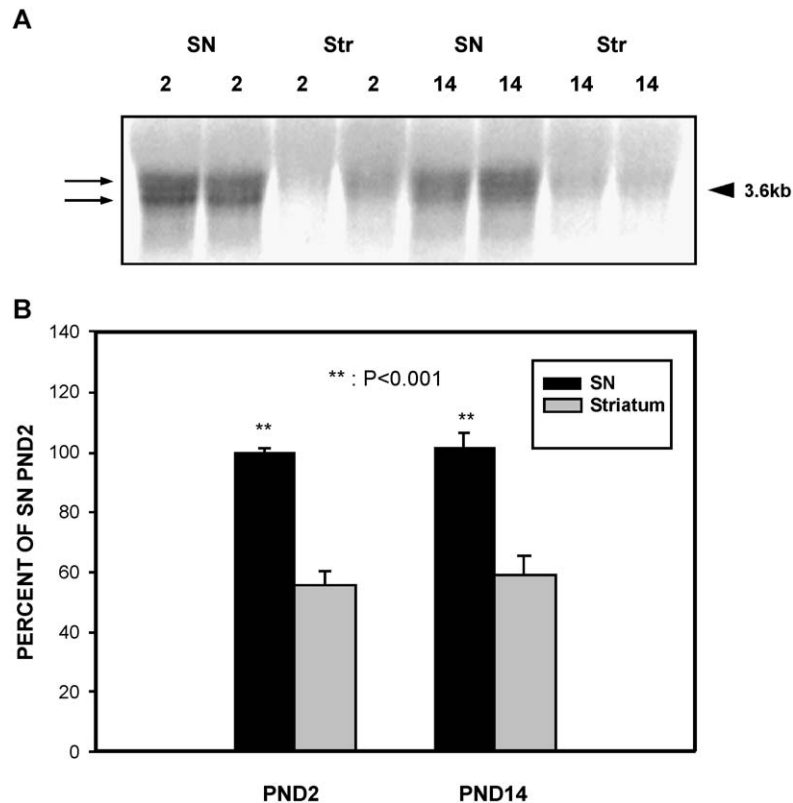 A
SN Str SN Str
2 2 2 2 14 14 14 14
3.6kb
B
PERCENT OF SN PND2
140
120
100
80
60
40
20
0
** : P<0.001
SN
Striatum
**
**
PND2 PND14